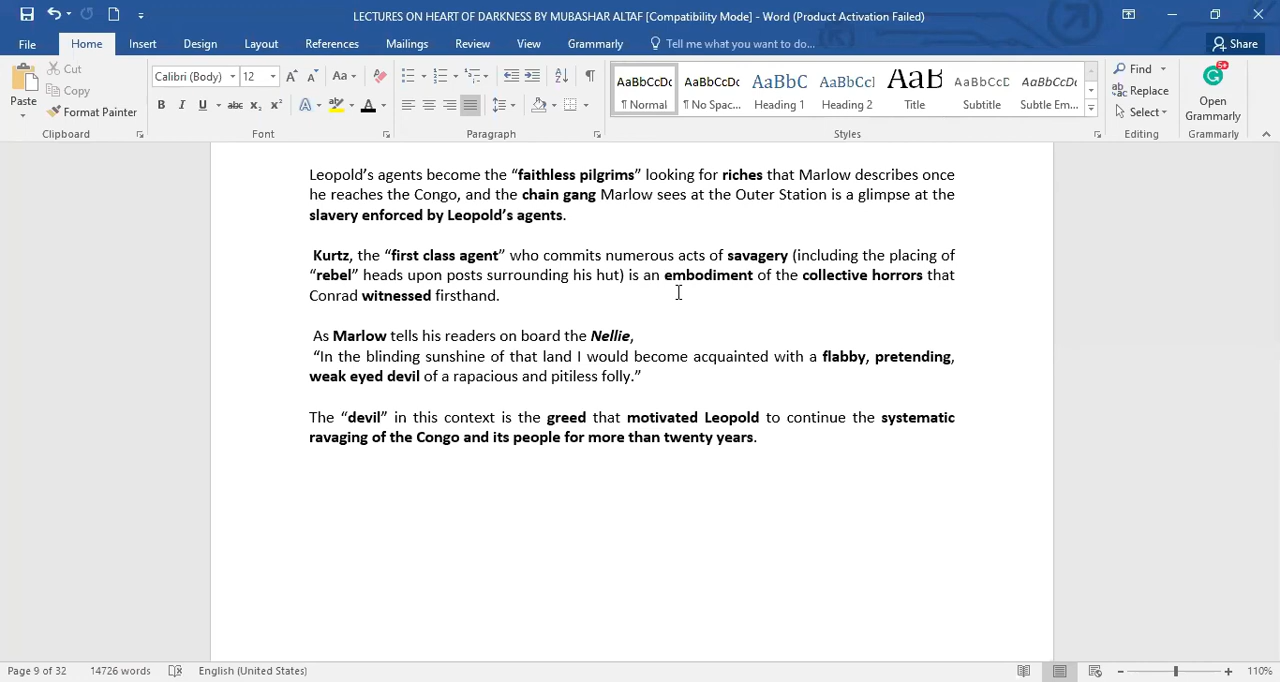 LECTURES ON HEART OF DARKNESS BY MUBASHAR ALTAF [Compatibility Mode] - Word (Product Activation Failed)
File Home Insert Design Layout References Mailings Review View Grammarly Tell me what you want to do... Share
Paste
Cut
Copy
Format Painter
Clipboard
Calibri (Body) 12
Font
Paragraph
AaBbCcDc AaBbCcDc AaBbC AaBbCc AaB AaBbCcD AaBbCcD
¶ Normal ¶ No Spac... Heading 1 Heading 2 Title Subtitle Subtle Em...
Styles
Find
Replace
Select
Editing
5+
Open
Grammarly
Grammarly
Leopold’s agents become the “faithless pilgrims” looking for riches that Marlow describes once
he reaches the Congo, and the chain gang Marlow sees at the Outer Station is a glimpse at the
slavery enforced by Leopold’s agents.
Kurtz, the “first class agent” who commits numerous acts of savagery (including the placing of
“rebel” heads upon posts surrounding his hut) is an embodiment of the collective horrors that
Conrad witnessed firsthand.
As Marlow tells his readers on board the Nellie,
“In the blinding sunshine of that land I would become acquainted with a flabby, pretending,
weak eyed devil of a rapacious and pitiless folly.”
The “devil” in this context is the greed that motivated Leopold to continue the systematic
ravaging of the Congo and its people for more than twenty years.
Page 9 of 32 14726 words English (United States) 110%